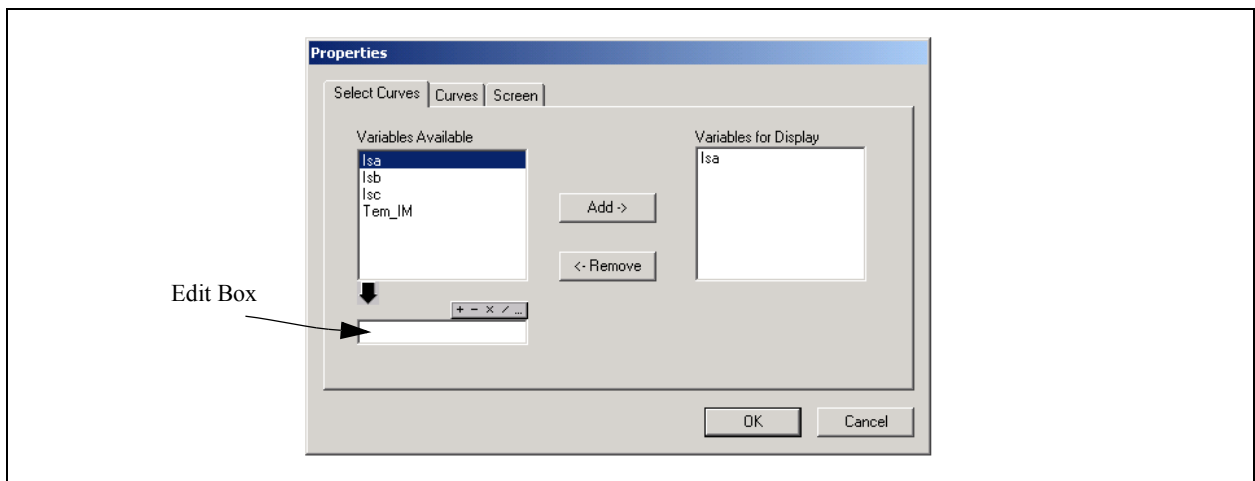 Properties
Select Curves Curves Screen
Variables Available Variables for Display
Isa Isa
Isb
Isc
Tem_IM
Add ->
<- Remove
Edit Box
+ - × / ...
OK Cancel